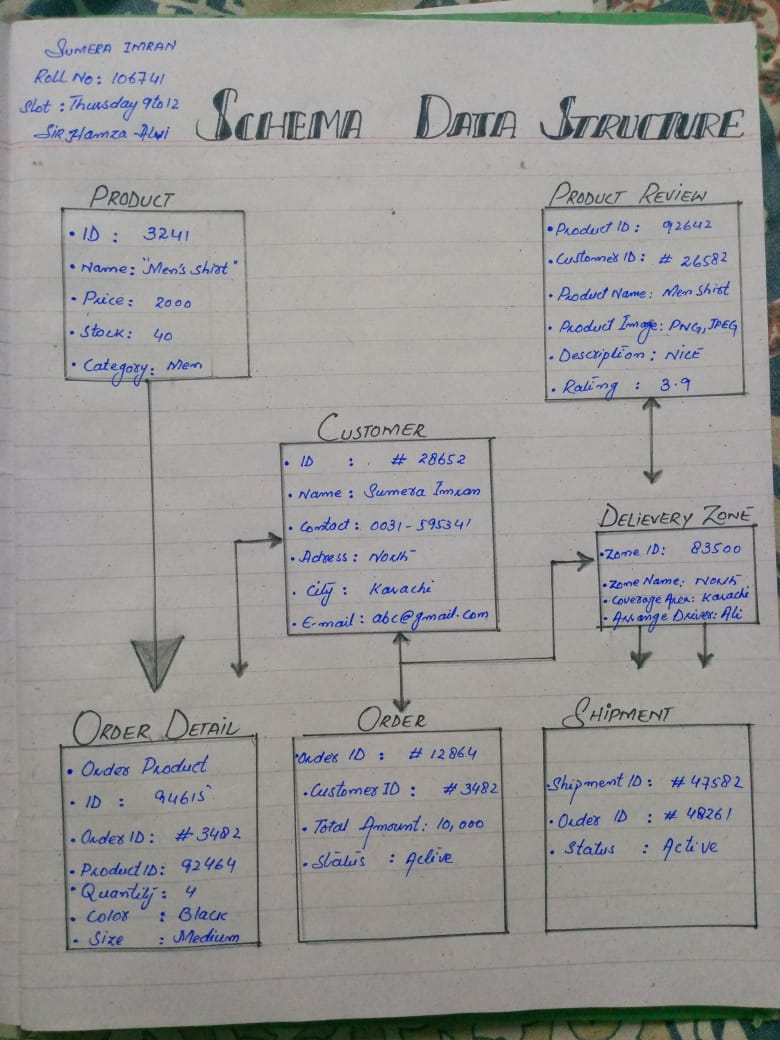 SUMERA IMRAN
Roll No: 106741
Slot : Thursday 9 to 12
Sir Hamza Alvi
SCHEMA DATA STRUCTURE
PRODUCT
• ID : 3241
• Name: "Men's shirt"
• Price : 2000
• Stock: 40
• Category: Men
PRODUCT REVIEW
• Product ID : 92642
• Customer ID : # 26582
• Product Name: Men shirt
• Product Image: PNG, JPEG
• Description : NICE
• Rating : 3.9
CUSTOMER
• ID : # 28652
• Name : Sumera Imran
• Contact : 0031-595341
• Adress : North
• City : Karachi
• E-mail : abc@gmail.com
DELIEVERY ZONE
• Zone ID: 83500
• Zone Name: North
• Coverage Area: Karachi
• Arrange Driver: Ali
ORDER DETAIL
• Order Product
• ID : 94615
• Order ID: #3482
• Product ID: 92464
• Quantity : 4
• Color : Black
• Size : Medium
ORDER
• Order ID : #12864
• Customer ID : #3482
• Total Amount: 10,000
• Status : Active
SHIPMENT
• Shipment ID : #47582
• Order ID : # 48261
• Status : Active